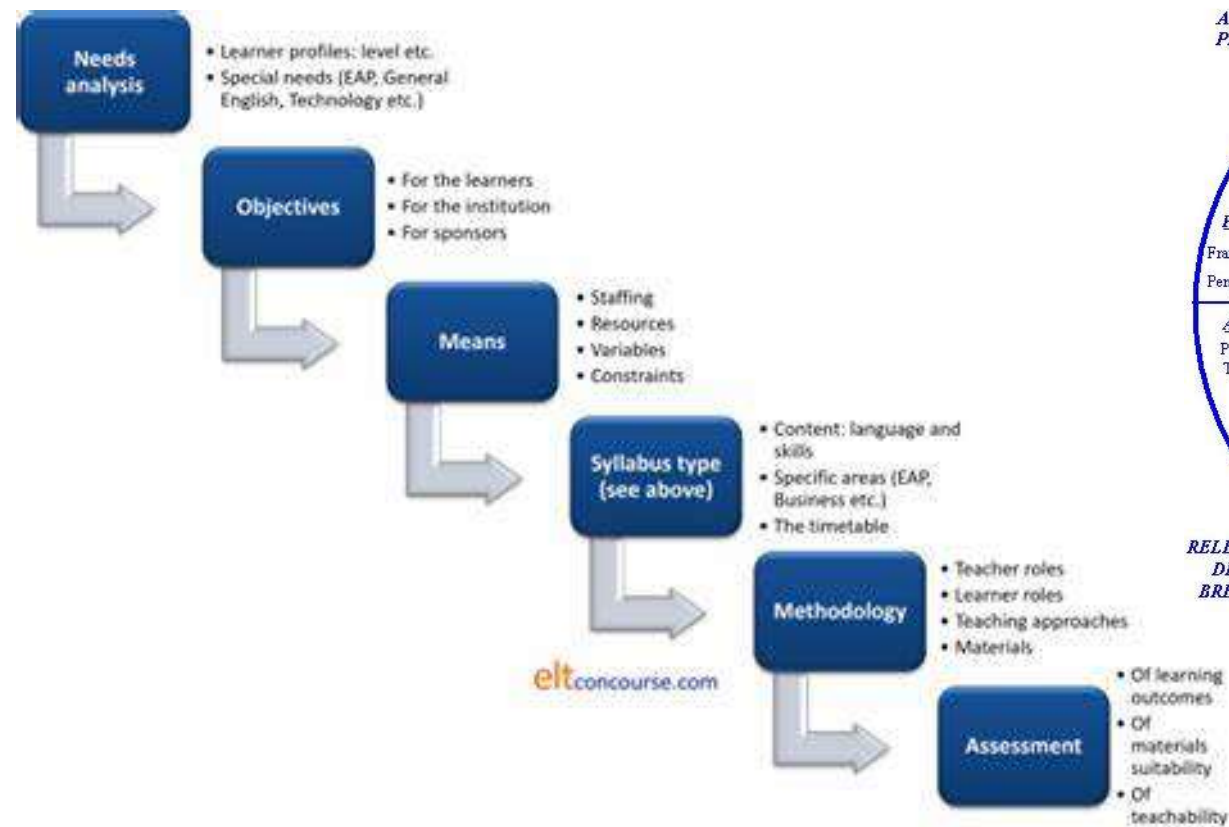 Needs
analysis
• Learner profiles: level etc.
• Special needs (EAP, General
English, Technology etc.)
Objectives
• For the learners
• For the institution
• For sponsors
Means
• Staffing
• Resources
• Variables
• Constraints
Syllabus type
(see above)
• Content: language and
skills
• Specific areas (EAP,
Business etc.)
• The timetable
Methodology
• Teacher roles
• Learner roles
• Teaching approaches
• Materials
eltconcourse.com
Assessment
• Of learning
outcomes
• Of
materials
suitability
• Of
teachability